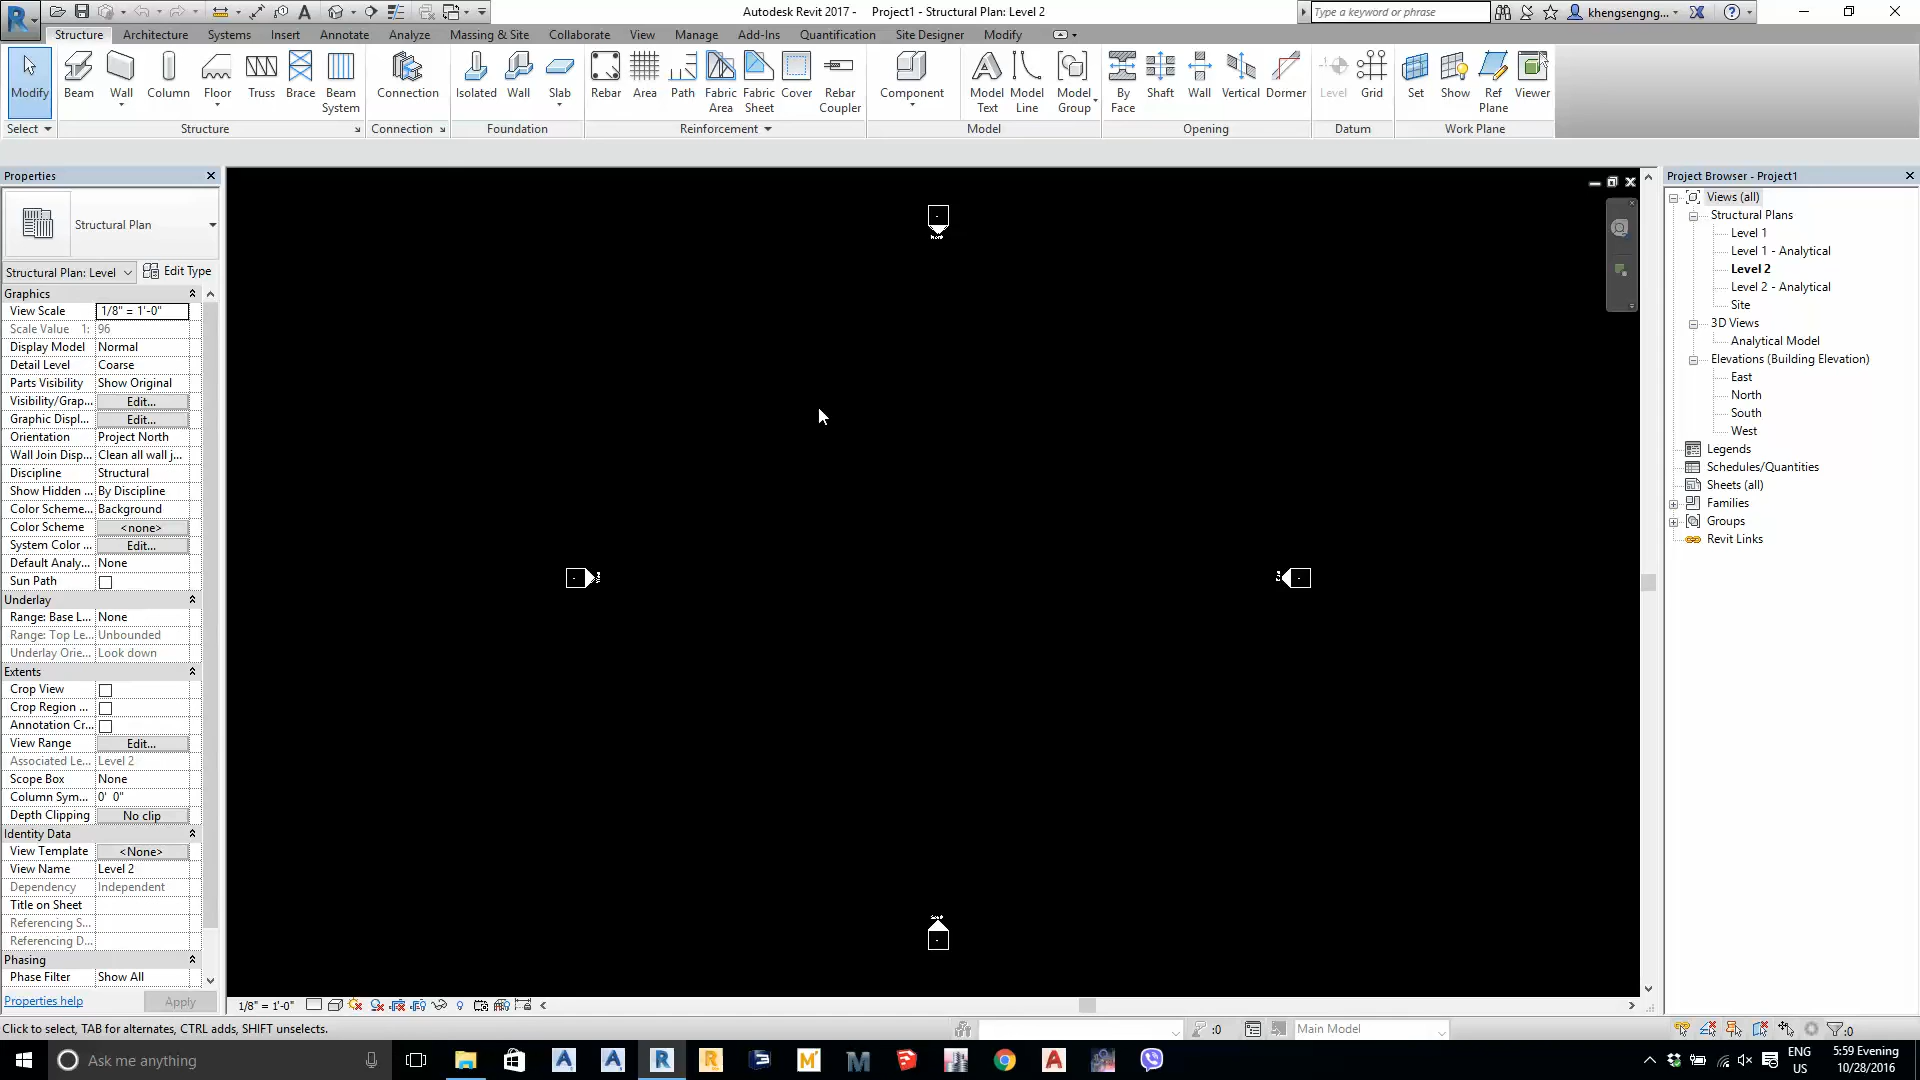 Autodesk Revit 2017 - Project1 - Structural Plan: Level 2
Type a keyword or phrase
khengsengng...
Structure Architecture Systems Insert Annotate Analyze Massing & Site Collaborate View Manage Add-Ins Quantification Site Designer Modify
Modify
Beam
Wall
Column
Floor
Truss
Brace
Beam System
Connection
Isolated
Wall
Slab
Rebar
Area
Path
Fabric Area
Fabric Sheet
Cover
Rebar Coupler
Component
Model Text
Model Line
Model Group
By Face
Shaft
Wall
Vertical
Dormer
Level
Grid
Set
Show
Ref Plane
Viewer
Select
Structure
Connection
Foundation
Reinforcement
Model
Opening
Datum
Work Plane
Properties
Structural Plan
Structural Plan: Level
Edit Type
Graphics
View Scale 1/8" = 1'-0"
Scale Value 1: 96
Display Model Normal
Detail Level Coarse
Parts Visibility Show Original
Visibility/Grap... Edit...
Graphic Displ... Edit...
Orientation Project North
Wall Join Disp... Clean all wall j...
Discipline Structural
Show Hidden ... By Discipline
Color Scheme... Background
Color Scheme <none>
System Color ... Edit...
Default Analy... None
Sun Path
Underlay
Range: Base L... None
Range: Top Le... Unbounded
Underlay Orie... Look down
Extents
Crop View
Crop Region ...
Annotation Cr...
View Range Edit...
Associated Le... Level 2
Scope Box None
Column Sym... 0' 0"
Depth Clipping No clip
Identity Data
View Template <None>
View Name Level 2
Dependency Independent
Title on Sheet
Referencing S...
Referencing D...
Phasing
Phase Filter Show All
Properties help
Apply
1/8" = 1'-0"
Project Browser - Project1
Views (all)
Structural Plans
Level 1
Level 1 - Analytical
Level 2
Level 2 - Analytical
Site
3D Views
Analytical Model
Elevations (Building Elevation)
East
North
South
West
Legends
Schedules/Quantities
Sheets (all)
Families
Groups
Revit Links
Click to select, TAB for alternates, CTRL adds, SHIFT unselects.
:0
Main Model
:0
Ask me anything
ENG
US
5:59 Evening
10/28/2016